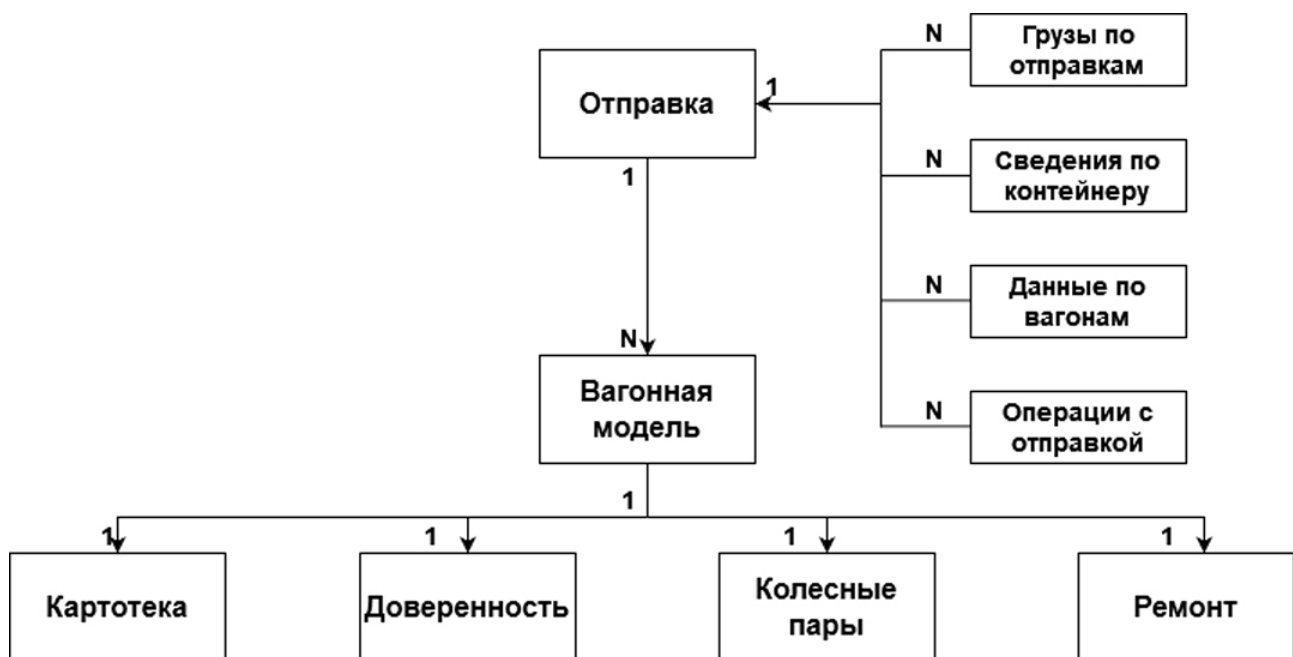 N
Грузы по
отправкам
Отправка
1
N
Сведения по
контейнеру
1
N
Данные по
вагонам
N
Вагонная
модель
N
Операции с
отправкой
1
1
1
1
1
Картотека
Доверенность
Колесные
пары
Ремонт